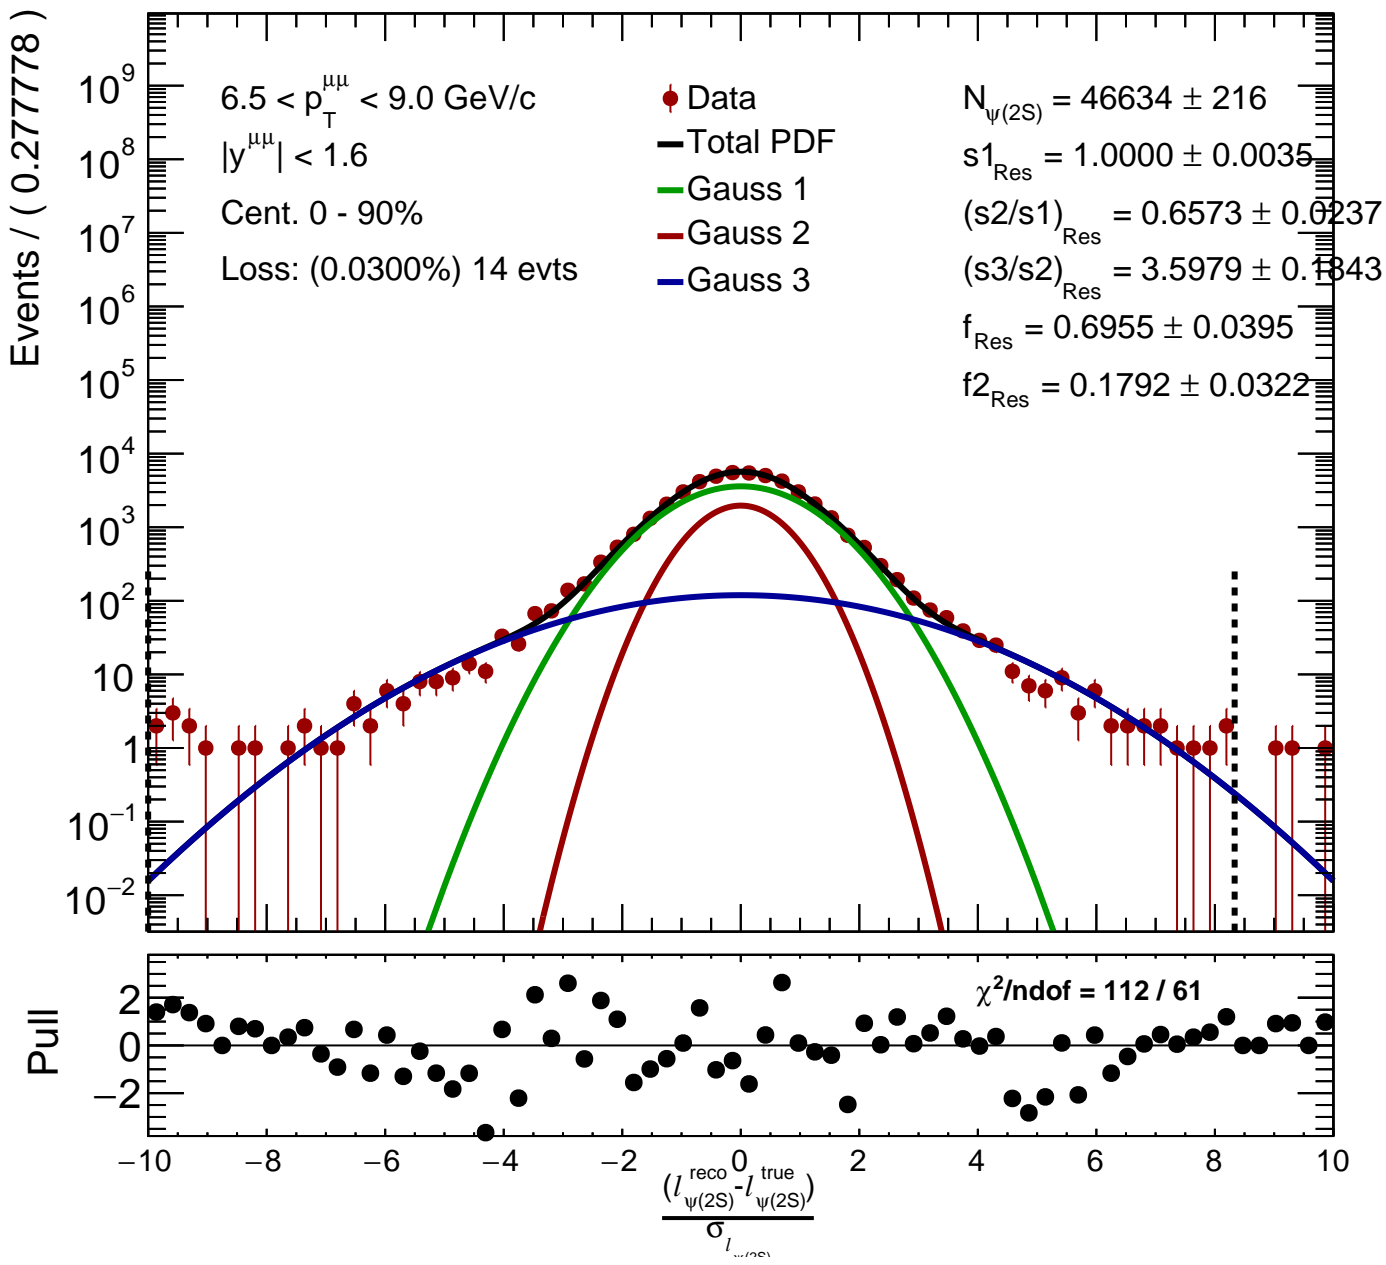 Events / ( 0.277778 )
10^9
10^8
10^7
10^6
10^5
10^4
10^3
10^2
10
1
10^−1
10^−2
6.5 < p_T^μμ < 9.0 GeV/c
|y^μμ| < 1.6
Cent. 0 - 90%
Loss: (0.0300%) 14 evts
Data
Total PDF
Gauss 1
Gauss 2
Gauss 3
N_ψ(2S) = 46634 ± 216
s1_Res = 1.0000 ± 0.0035
(s2/s1)_Res = 0.6573 ± 0.0237
(s3/s2)_Res = 3.5979 ± 0.1843
f_Res = 0.6955 ± 0.0395
f2_Res = 0.1792 ± 0.0322
Pull
2
0
−2
χ²/ndof = 112 / 61
−10 −8 −6 −4 −2 0 2 4 6 8 10
(l_ψ(2S)^reco - l_ψ(2S)^true)
σ_l_ψ(2S)